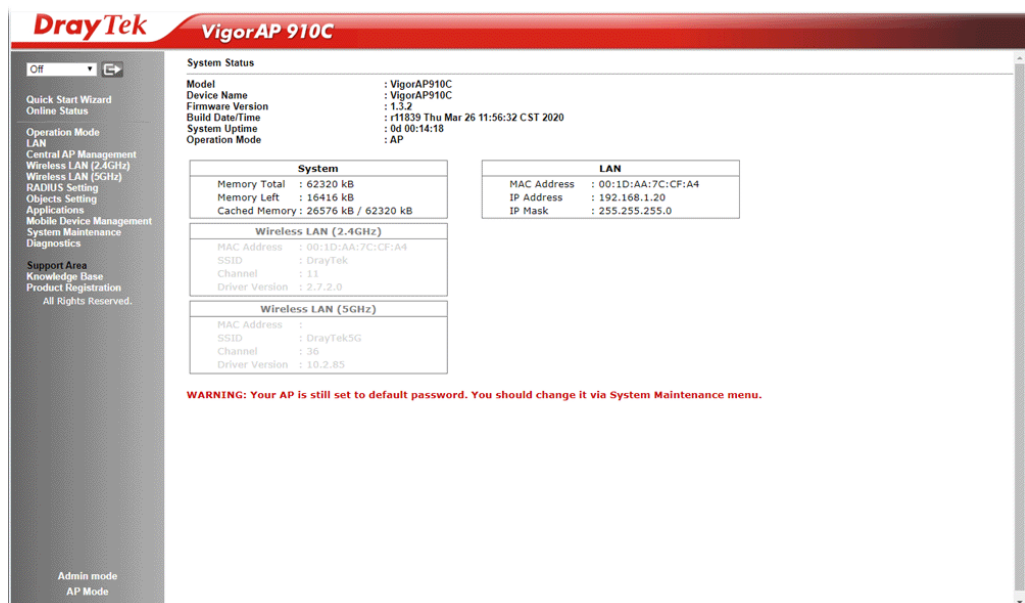 DrayTek
VigorAP 910C
Off
Quick Start Wizard
Online Status
Operation Mode
LAN
Central AP Management
Wireless LAN (2.4GHz)
Wireless LAN (5GHz)
RADIUS Setting
Objects Setting
Applications
Mobile Device Management
System Maintenance
Diagnostics
Support Area
Knowledge Base
Product Registration
All Rights Reserved.
Admin mode
AP Mode
System Status
Model : VigorAP910C
Device Name : VigorAP910C
Firmware Version : 1.3.2
Build Date/Time : r11839 Thu Mar 26 11:56:32 CST 2020
System Uptime : 0d 00:14:18
Operation Mode : AP
System
Memory Total : 62320 kB
Memory Left : 16416 kB
Cached Memory : 26576 kB / 62320 kB
LAN
MAC Address : 00:1D:AA:7C:CF:A4
IP Address : 192.168.1.20
IP Mask : 255.255.255.0
Wireless LAN (2.4GHz)
MAC Address : 00:1D:AA:7C:CF:A4
SSID : DrayTek
Channel : 11
Driver Version : 2.7.2.0
Wireless LAN (5GHz)
MAC Address :
SSID : DrayTek5G
Channel : 36
Driver Version : 10.2.85
WARNING: Your AP is still set to default password. You should change it via System Maintenance menu.